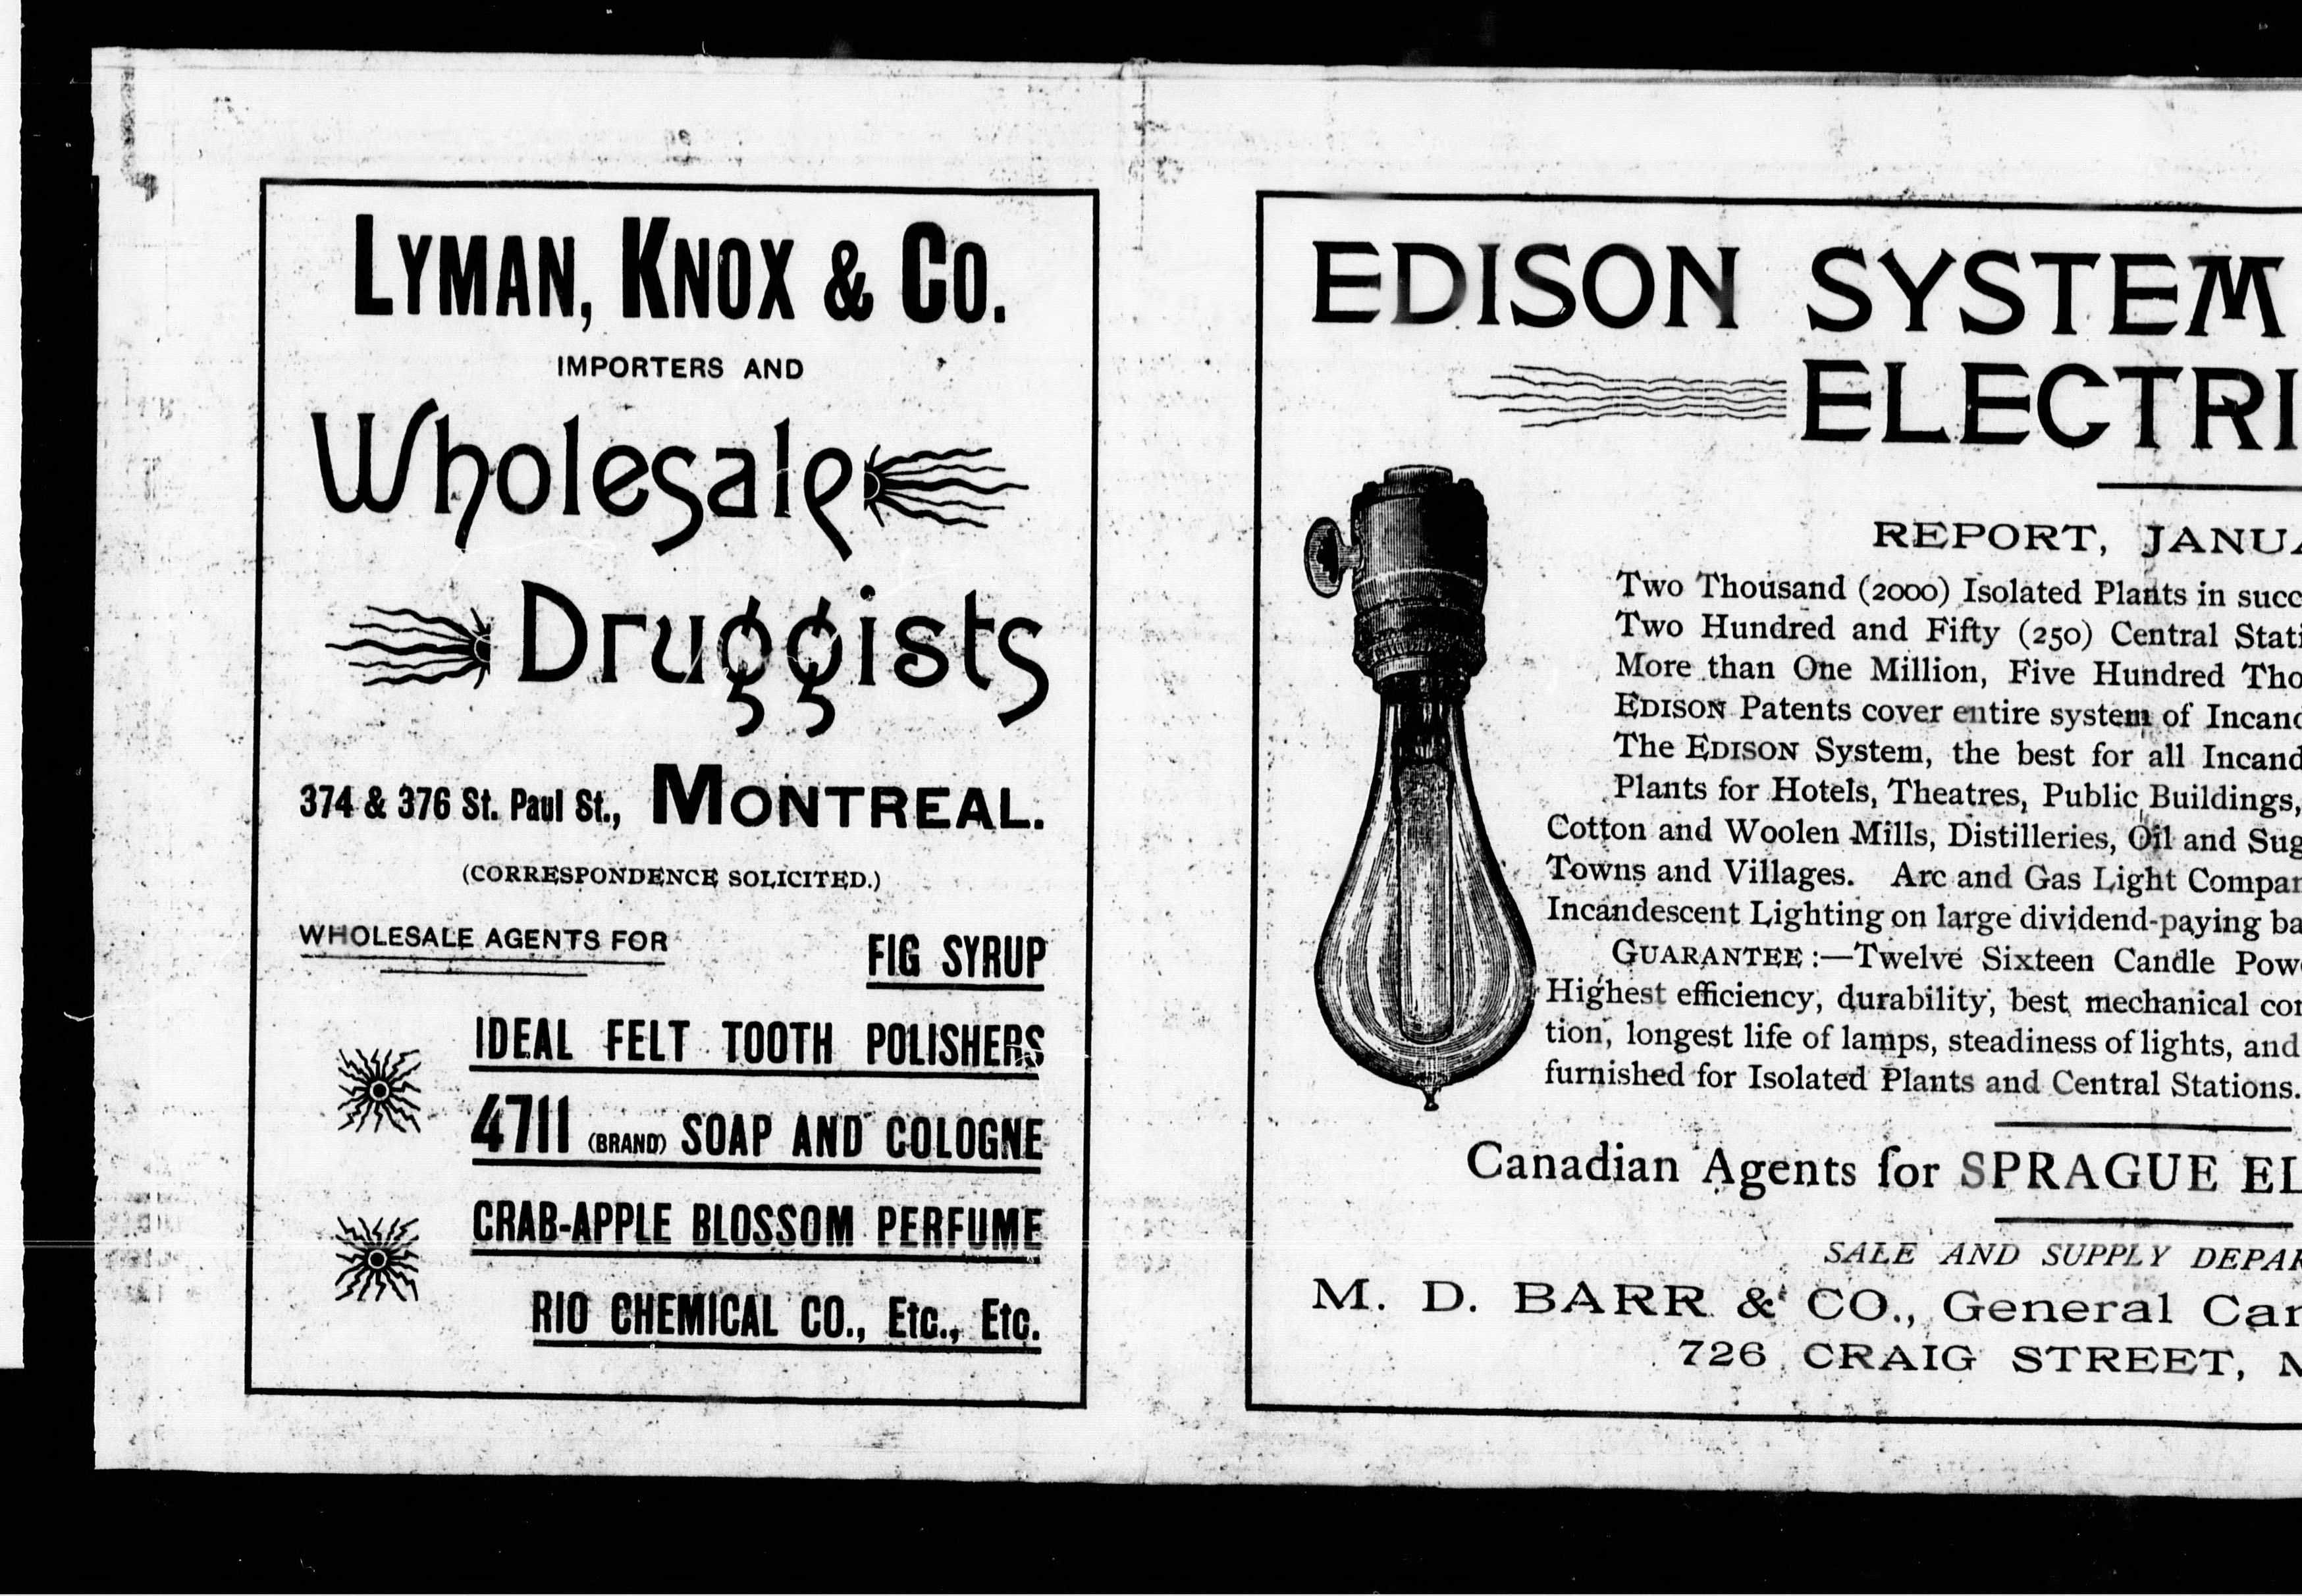 LYMAN, KNOX & CO.
IMPORTERS AND
Wholesale
Druggists
374 & 376 St. Paul St., MONTREAL.
(CORRESPONDENCE SOLICITED.)
WHOLESALE AGENTS FOR
FIG SYRUP
IDEAL FELT TOOTH POLISHERS
4711 (BRAND) SOAP AND COLOGNE
CRAB-APPLE BLOSSOM PERFUME
RIO CHEMICAL CO., Etc., Etc.
EDISON SYSTEM
ELECTRI
REPORT, JANUA
Two Thousand (2000) Isolated Plants in succ
Two Hundred and Fifty (250) Central Stati
More than One Million, Five Hundred Tho
EDISON Patents cover entire system of Incand
The EDISON System, the best for all Incand
Plants for Hotels, Theatres, Public Buildings,
Cotton and Woolen Mills, Distilleries, Oil and Sug
Towns and Villages. Arc and Gas Light Compan
Incandescent Lighting on large dividend-paying ba
GUARANTEE :—Twelve Sixteen Candle Powe
Highest efficiency, durability, best mechanical con
tion, longest life of lamps, steadiness of lights, and
furnished for Isolated Plants and Central Stations.
Canadian Agents for SPRAGUE EL
SALE AND SUPPLY DEPAR
M. D. BARR & CO., General Can
726 CRAIG STREET, M